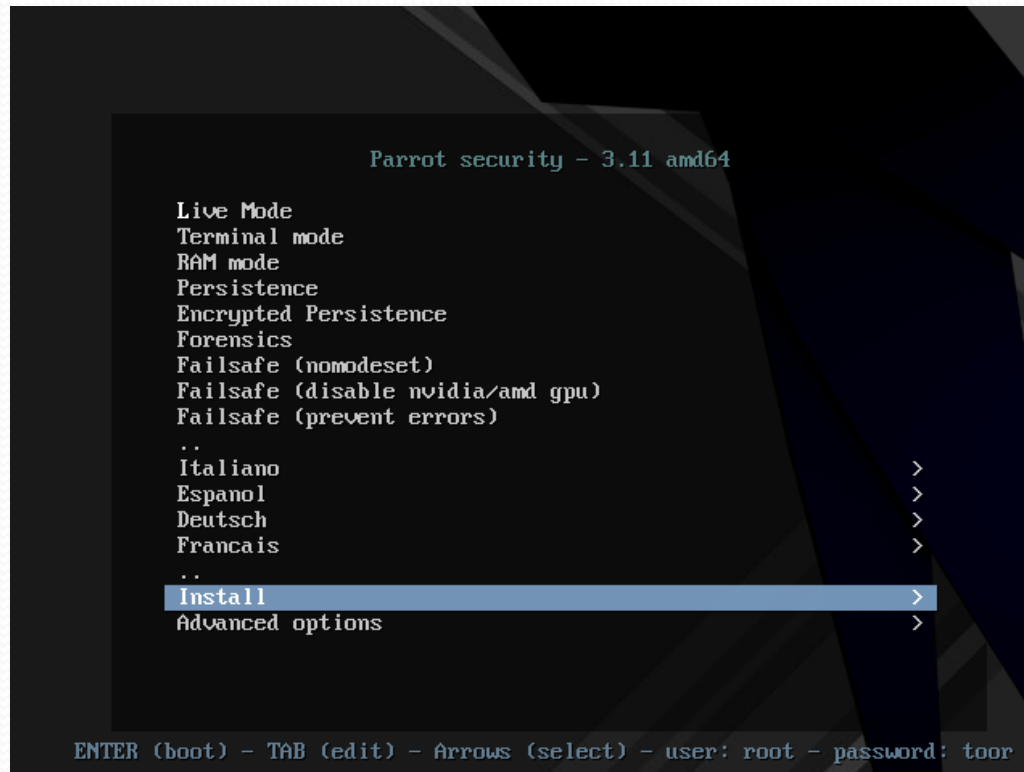 Parrot security - 3.11 amd64
Live Mode
Terminal mode
RAM mode
Persistence
Encrypted Persistence
Forensics
Failsafe (nomodeset)
Failsafe (disable nvidia/amd gpu)
Failsafe (prevent errors)
..
Italiano >
Espanol >
Deutsch >
Francais >
..
Install >
Advanced options >
ENTER (boot) - TAB (edit) - Arrows (select) - user: root - password: toor